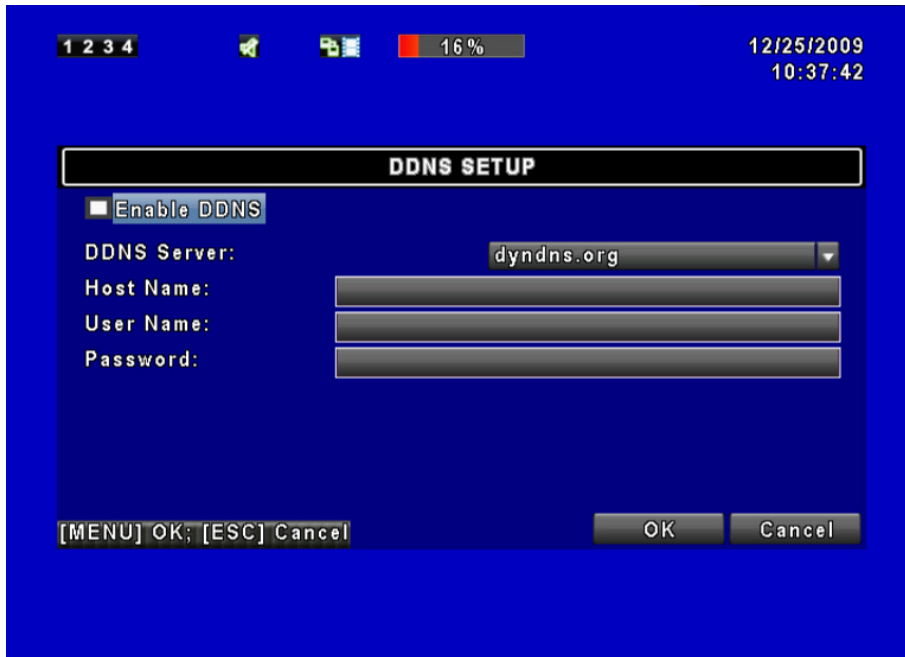 1 2 3 4
16%
12/25/2009
10:37:42
DDNS SETUP
Enable DDNS
DDNS Server: dyndns.org
Host Name:
User Name:
Password:
[MENU] OK; [ESC] Cancel OK Cancel